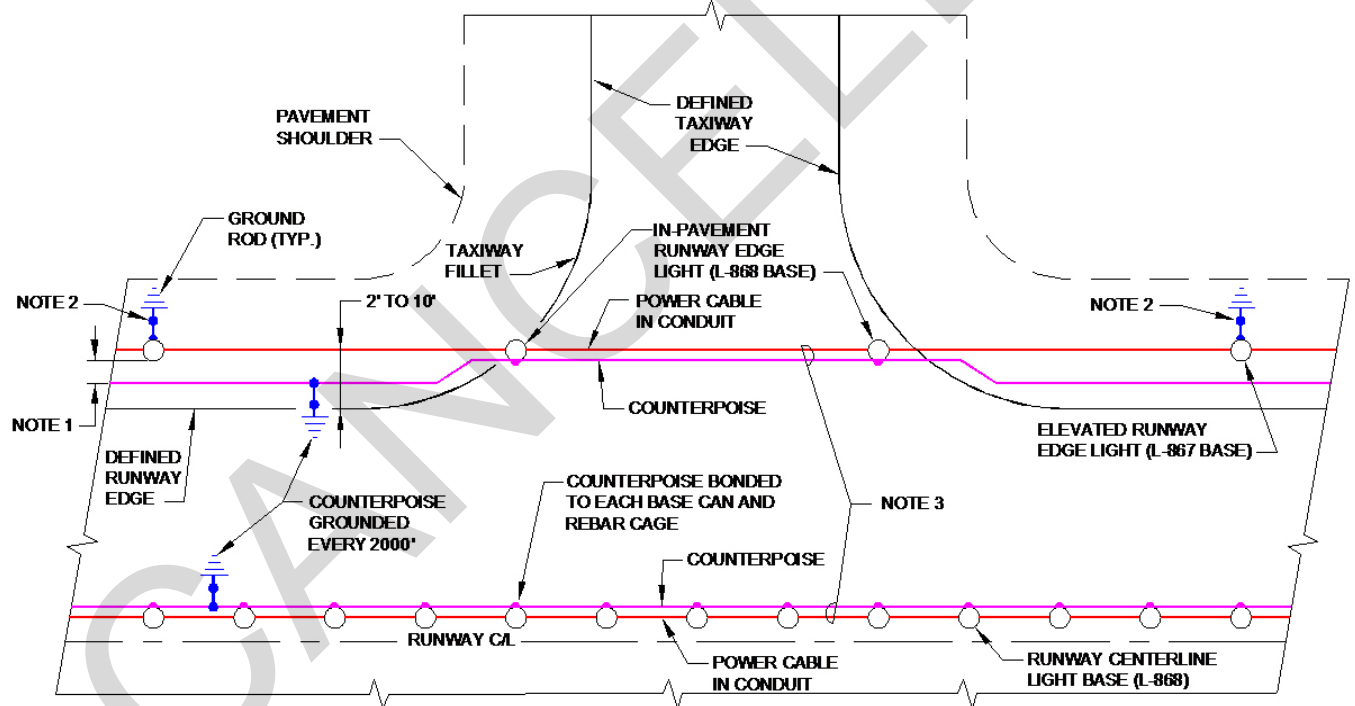 CANCELL
DEFINED
TAXIWAY
EDGE
PAVEMENT
SHOULDER
GROUND
ROD (TYP.)
IN-PAVEMENT
RUNWAY EDGE
LIGHT (L-868 BASE)
TAXIWAY
FILLET
NOTE 2
2' TO 10'
POWER CABLE
IN CONDUIT
NOTE 2
NOTE 1
COUNTERPOISE
ELEVATED RUNWAY
EDGE LIGHT (L-867 BASE)
DEFINED
RUNWAY
EDGE
COUNTERPOISE
GROUNDED
EVERY 2000'
COUNTERPOISE BONDED
TO EACH BASE CAN AND
REBAR CAGE
NOTE 3
COUNTERPOISE
RUNWAY C/L
POWER CABLE
IN CONDUIT
RUNWAY CENTERLINE
LIGHT BASE (L-868)